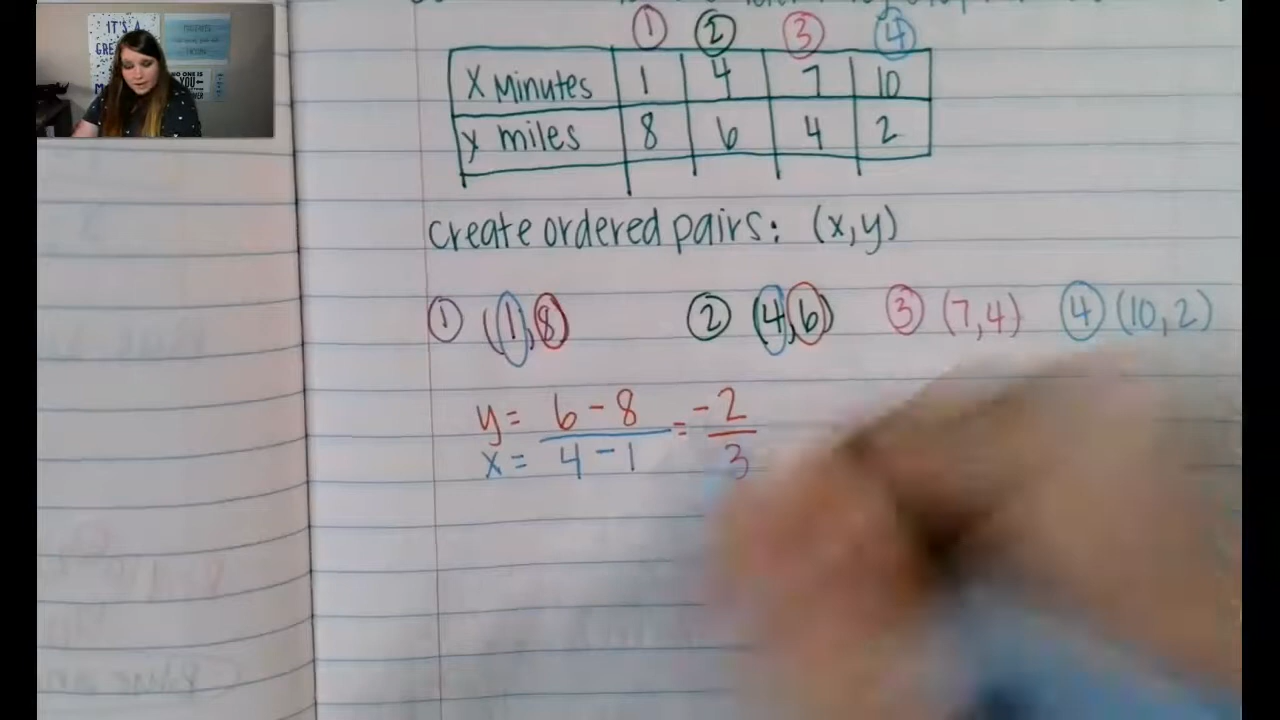 IT'S A
① ② ③ ④
X Minutes 1 4 7 10
y miles 8 6 4 2
create ordered pairs: (x,y)
① (1,8) ② (4,6) ③ (7,4) ④ (10,2)
y = 6 - 8 = -2
x = 4 - 1 3